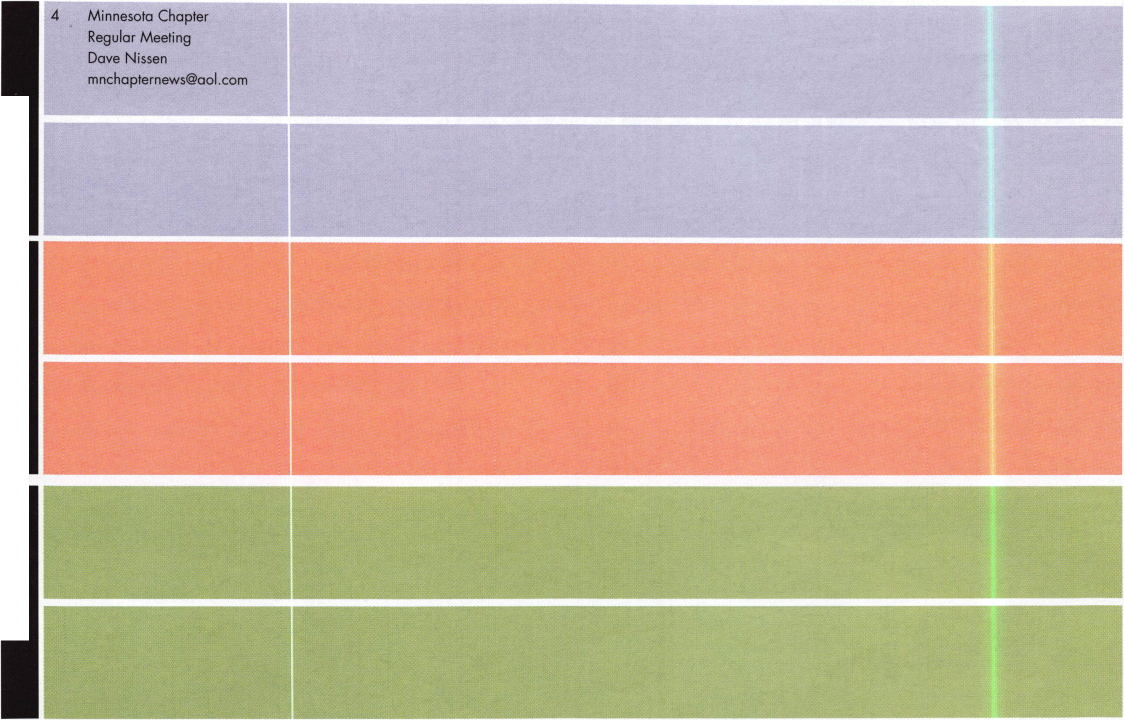 4 Minnesota Chapter
Regular Meeting
Dave Nissen
mnchapternews@aol.com